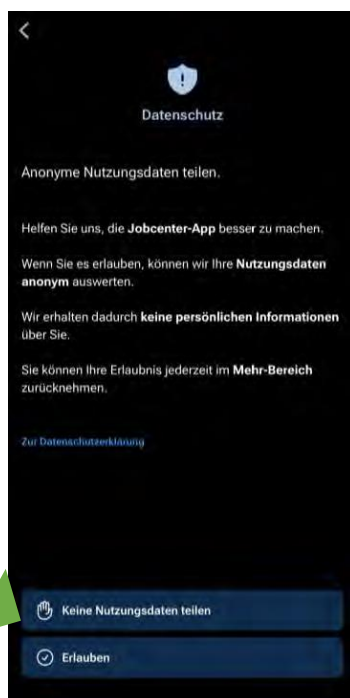 Datenschutz
Anonyme Nutzungsdaten teilen.
Helfen Sie uns, die Jobcenter-App besser zu machen.
Wenn Sie es erlauben, können wir Ihre Nutzungsdaten
anonym auswerten.
Wir erhalten dadurch keine persönlichen Informationen
über Sie.
Sie können Ihre Erlaubnis jederzeit im Mehr-Bereich
zurücknehmen.
Zur Datenschutzerklärung
Keine Nutzungsdaten teilen
Erlauben